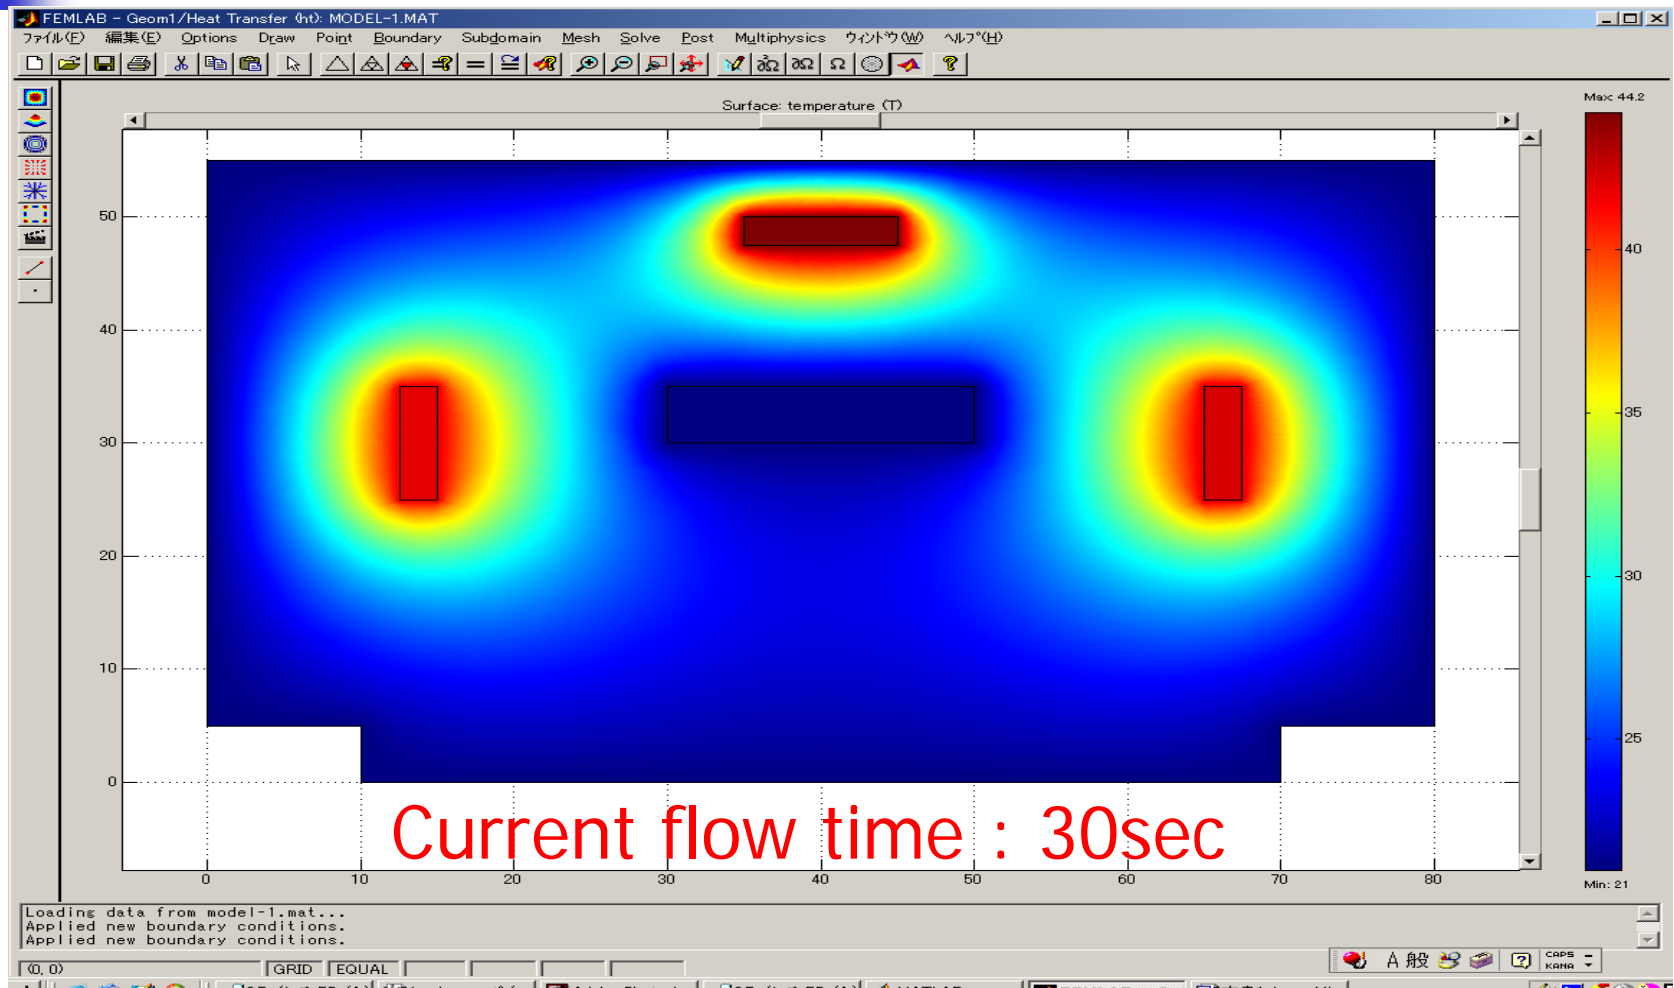 FEMLAB - Geom1/Heat Transfer (ht): MODEL-1.MAT
ファイル(F) 編集(E) Options Draw Point Boundary Subdomain Mesh Solve Post Multiphysics ウィンドウ(W) ヘルプ(H)
Surface: temperature (T)
Max: 44.2
50
40
30
20
10
0
40
35
30
25
Min: 21
Current flow time : 30sec
0 10 20 30 40 50 60 70 80
Loading data from model-1.mat...
Applied new boundary conditions.
Applied new boundary conditions.
(0, 0) GRID EQUAL
A 般 CAPS KANA